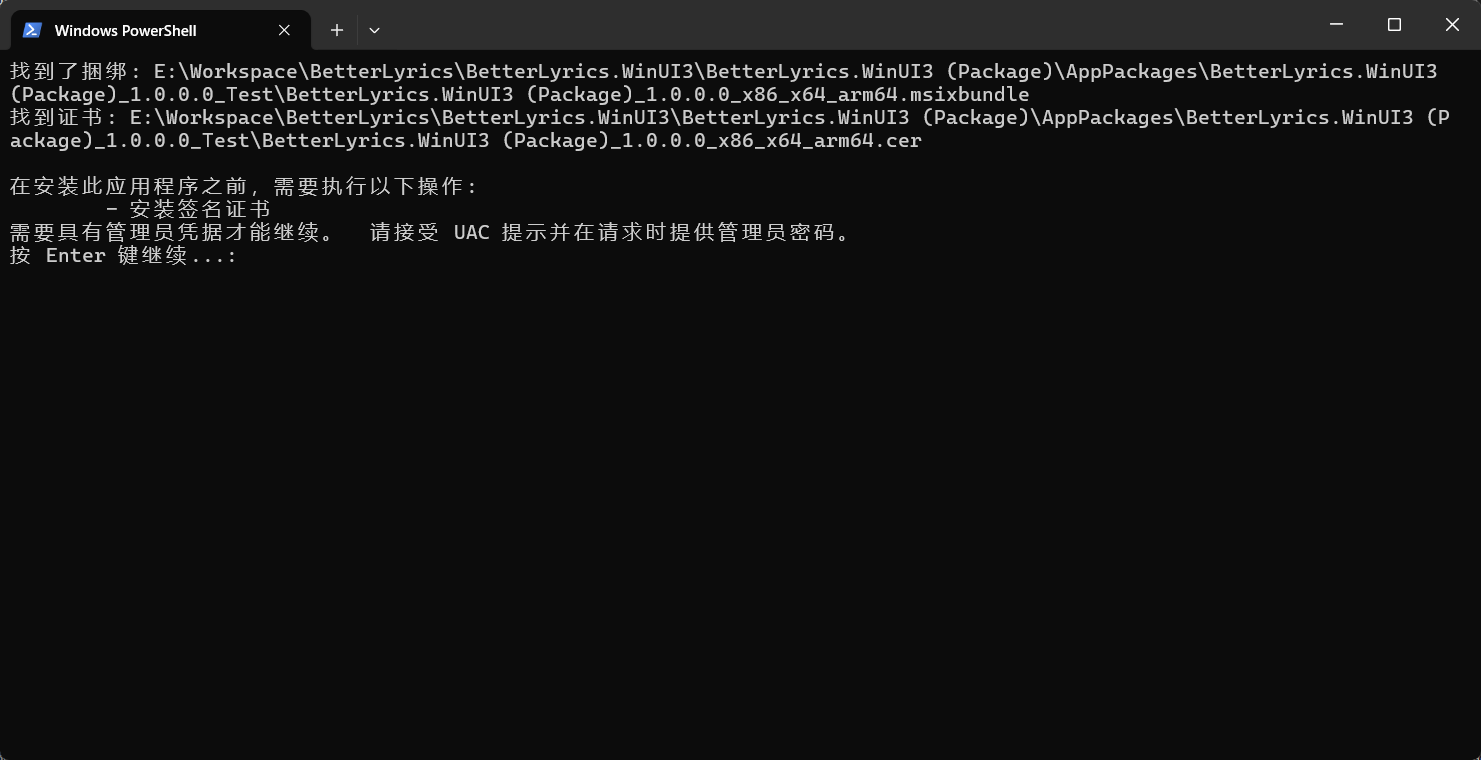 Windows PowerShell
找到了捆绑: E:\Workspace\BetterLyrics\BetterLyrics.WinUI3\BetterLyrics.WinUI3 (Package)\AppPackages\BetterLyrics.WinUI3
(Package)_1.0.0.0_Test\BetterLyrics.WinUI3 (Package)_1.0.0.0_x86_x64_arm64.msixbundle
找到证书: E:\Workspace\BetterLyrics\BetterLyrics.WinUI3\BetterLyrics.WinUI3 (Package)\AppPackages\BetterLyrics.WinUI3 (P
ackage)_1.0.0.0_Test\BetterLyrics.WinUI3 (Package)_1.0.0.0_x86_x64_arm64.cer
在安装此应用程序之前, 需要执行以下操作:
- 安装签名证书
需要具有管理员凭据才能继续。 请接受 UAC 提示并在请求时提供管理员密码。
按 Enter 键继续...: